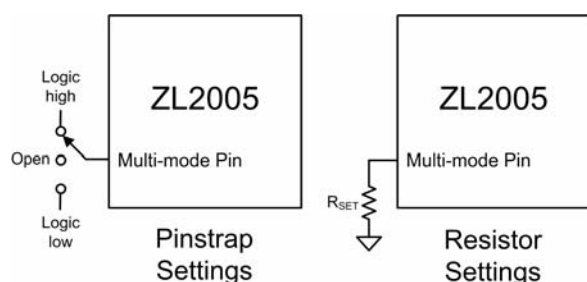 Logic
high
Open
Logic
low
ZL2005
Multi-mode Pin
Pinstrap
Settings
ZL2005
Multi-mode Pin
RSET
Resistor
Settings